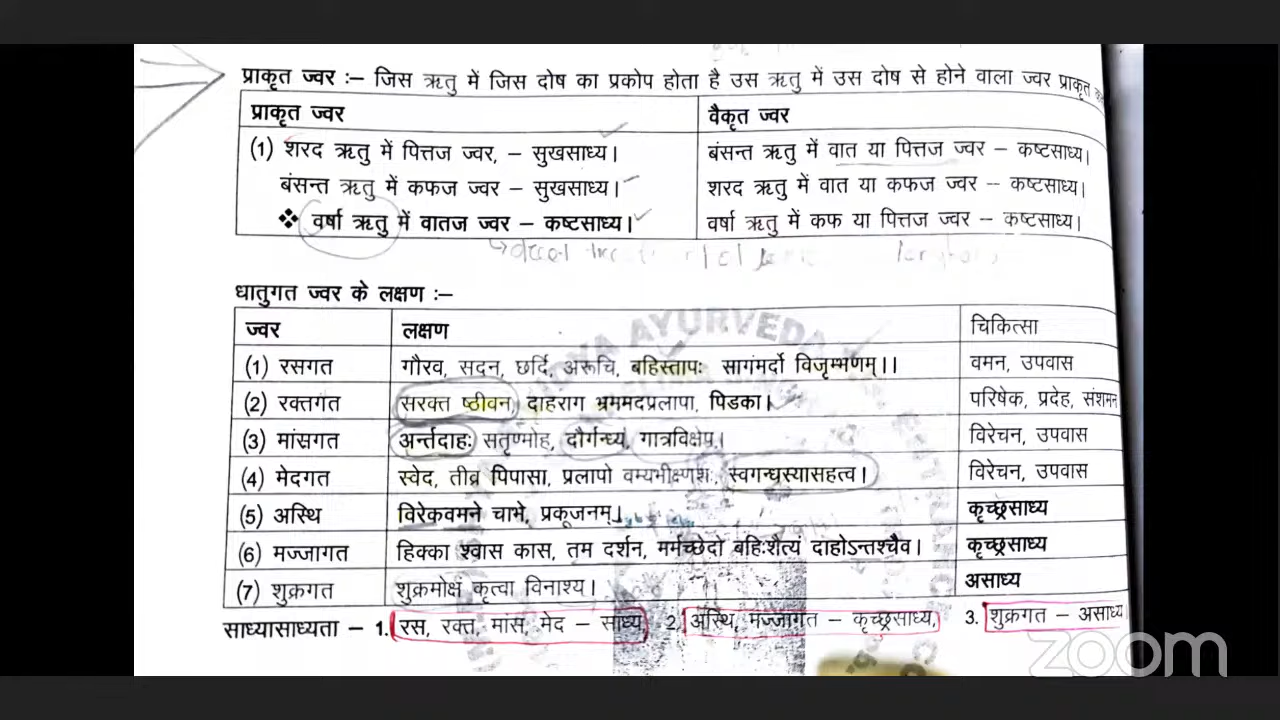 प्राकृत ज्वर :– जिस ऋतु में जिस दोष का प्रकोप होता है उस ऋतु में उस दोष से होने वाला ज्वर प्राकृत
प्राकृत ज्वर
वैकृत ज्वर
(1) शरद ऋतु में पित्तज ज्वर, – सुखसाध्य।
बंसन्त ऋतु में वात या पित्तज ज्वर – कष्टसाध्य।
बंसन्त ऋतु में कफज ज्वर – सुखसाध्य।
शरद ऋतु में वात या कफज ज्वर – कष्टसाध्य।
❖ वर्षा ऋतु में वातज ज्वर – कष्टसाध्य।
वर्षा ऋतु में कफ या पित्तज ज्वर – कष्टसाध्य।
धातुगत ज्वर के लक्षण :–
ज्वर लक्षण चिकित्सा
(1) रसगत गौरव, सदन, छर्दि, अरूचि, बहिस्तापः सागंमर्दो विजृम्भणम्।। वमन, उपवास
(2) रक्तगत सरक्त ष्ठीवन, दाहराग भ्रममदप्रलापा, पिडका। परिषेक, प्रदेह, संशमन
(3) मांसगत अर्न्तदाहः सतृण्मोह, दौर्गन्ध्य, गात्रविक्षेप। विरेचन, उपवास
(4) मेदगत स्वेद, तीव्र पिपासा, प्रलापो वम्यभीक्ष्णशः, स्वगन्धस्यासहत्व। विरेचन, उपवास
(5) अस्थि विरेकवमने चाभे, प्रकूजनम्। कृच्छ्रसाध्य
(6) मज्जागत हिक्का श्वास कास, तम दर्शन, मर्मच्छेदो बहिःशैत्यं दाहोऽन्तश्चैव। कृच्छ्रसाध्य
(7) शुक्रगत शुक्रमोक्षं कृत्वा विनाश्य। असाध्य
साध्यासाध्यता – 1. रस, रक्त, मांस, मेद – साध्य 2. अस्थि, मज्जागत – कृच्छ्रसाध्य, 3. शुक्रगत – असाध्य
zoom